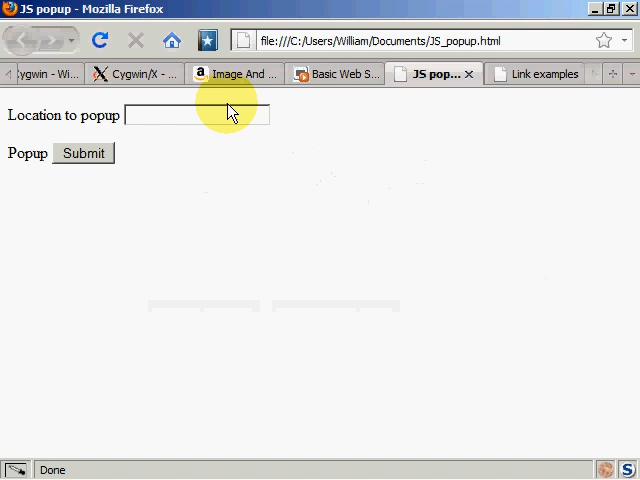 JS popup - Mozilla Firefox
file:///C:/Users/William/Documents/JS_popup.html
Cygwin - Wi... Cygwin/X - ... Image And ... Basic Web S... JS pop... Link examples
Location to popup
Popup Submit
Done